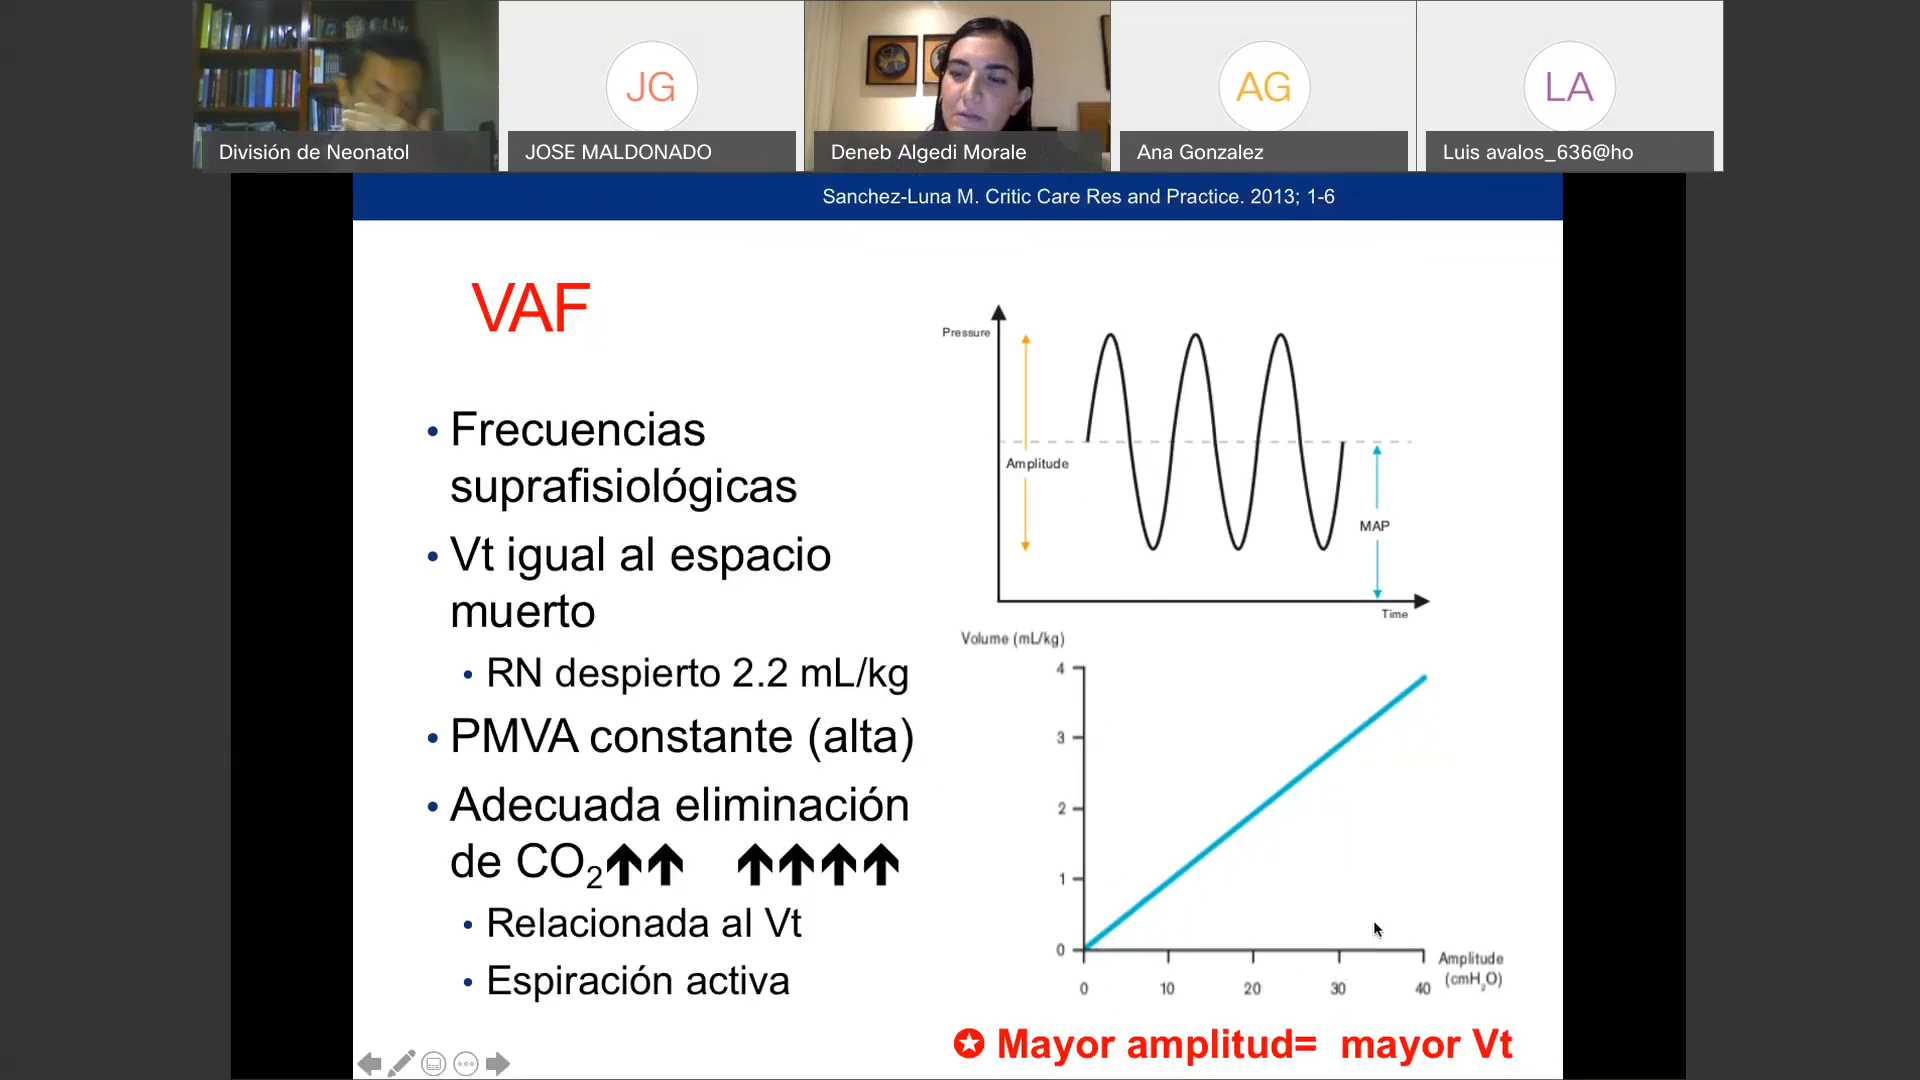 JG
AG
LA
División de Neonatol
JOSE MALDONADO
Deneb Algedi Morale
Ana Gonzalez
Luis avalos_636@ho
Sanchez-Luna M. Critic Care Res and Practice. 2013; 1-6
VAF
• Frecuencias
suprafisiológicas
• Vt igual al espacio
muerto
• RN despierto 2.2 mL/kg
• PMVA constante (alta)
• Adecuada eliminación
de CO₂⬆⬆ ⬆⬆⬆⬆
• Relacionada al Vt
• Espiración activa
Pressure
Amplitude
MAP
Time
Volume (mL/kg)
4
3
2
1
0
0 10 20 30 40
Amplitude
(cmH₂O)
✪ Mayor amplitud= mayor Vt